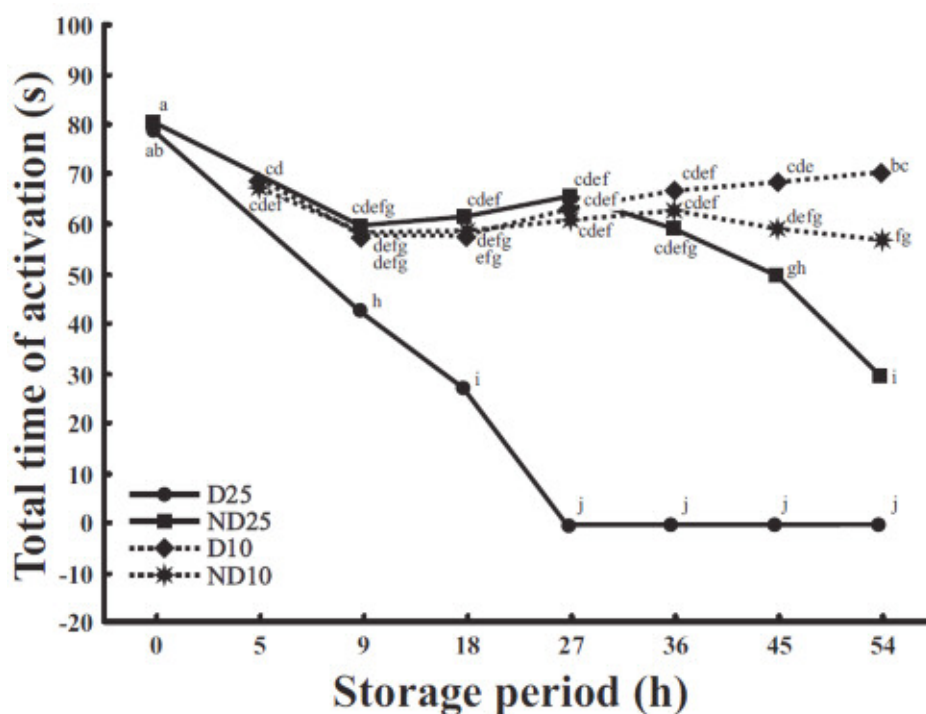 Total time of activation (s)
100
90
80
70
60
50
40
30
20
10
0
-10
-20
a
ab
cd
cdef
cdefg
defg
defg
cdef
defg
efg
cdef
cdef
cdef
cdef
cdef
cdefg
cde
defg
gh
bc
fg
i
h
i
j
j
j
j
D25
ND25
D10
ND10
0 5 9 18 27 36 45 54
Storage period (h)